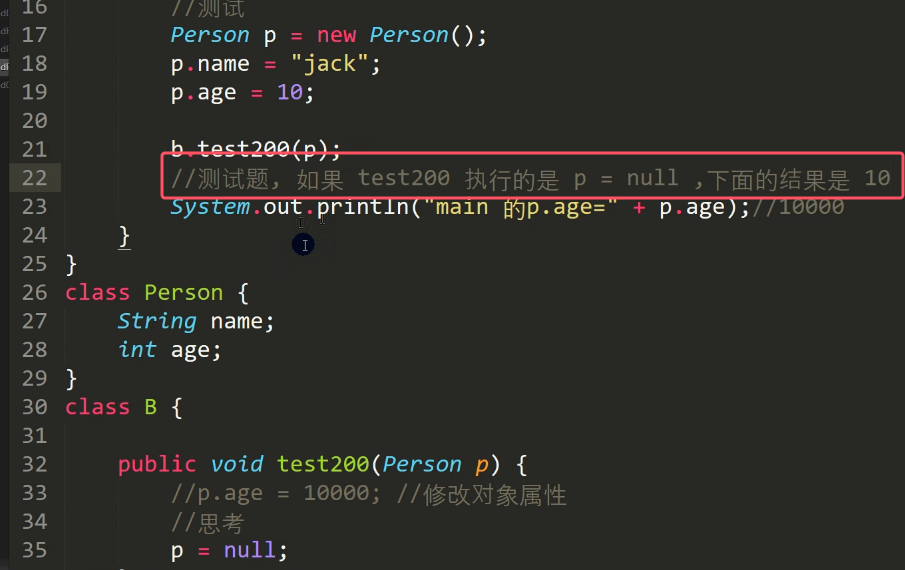 16 //测试
17 Person p = new Person();
18 p.name = "jack";
19 p.age = 10;
20
21 b.test200(p);
22 //测试题, 如果 test200 执行的是 p = null ,下面的结果是 10
23 System.out.println("main 的p.age=" + p.age);//10000
24 }
25 }
26 class Person {
27 String name;
28 int age;
29 }
30 class B {
31
32 public void test200(Person p) {
33 //p.age = 10000; //修改对象属性
34 //思考
35 p = null;